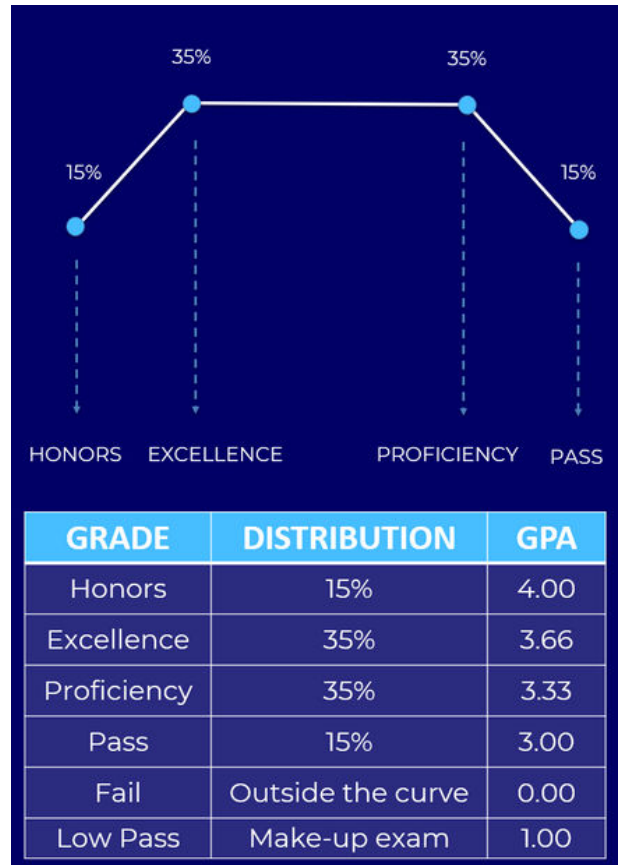 35% 35%
15% 15%
HONORS EXCELLENCE PROFICIENCY PASS
GRADE DISTRIBUTION GPA
Honors 15% 4.00
Excellence 35% 3.66
Proficiency 35% 3.33
Pass 15% 3.00
Fail Outside the curve 0.00
Low Pass Make-up exam 1.00